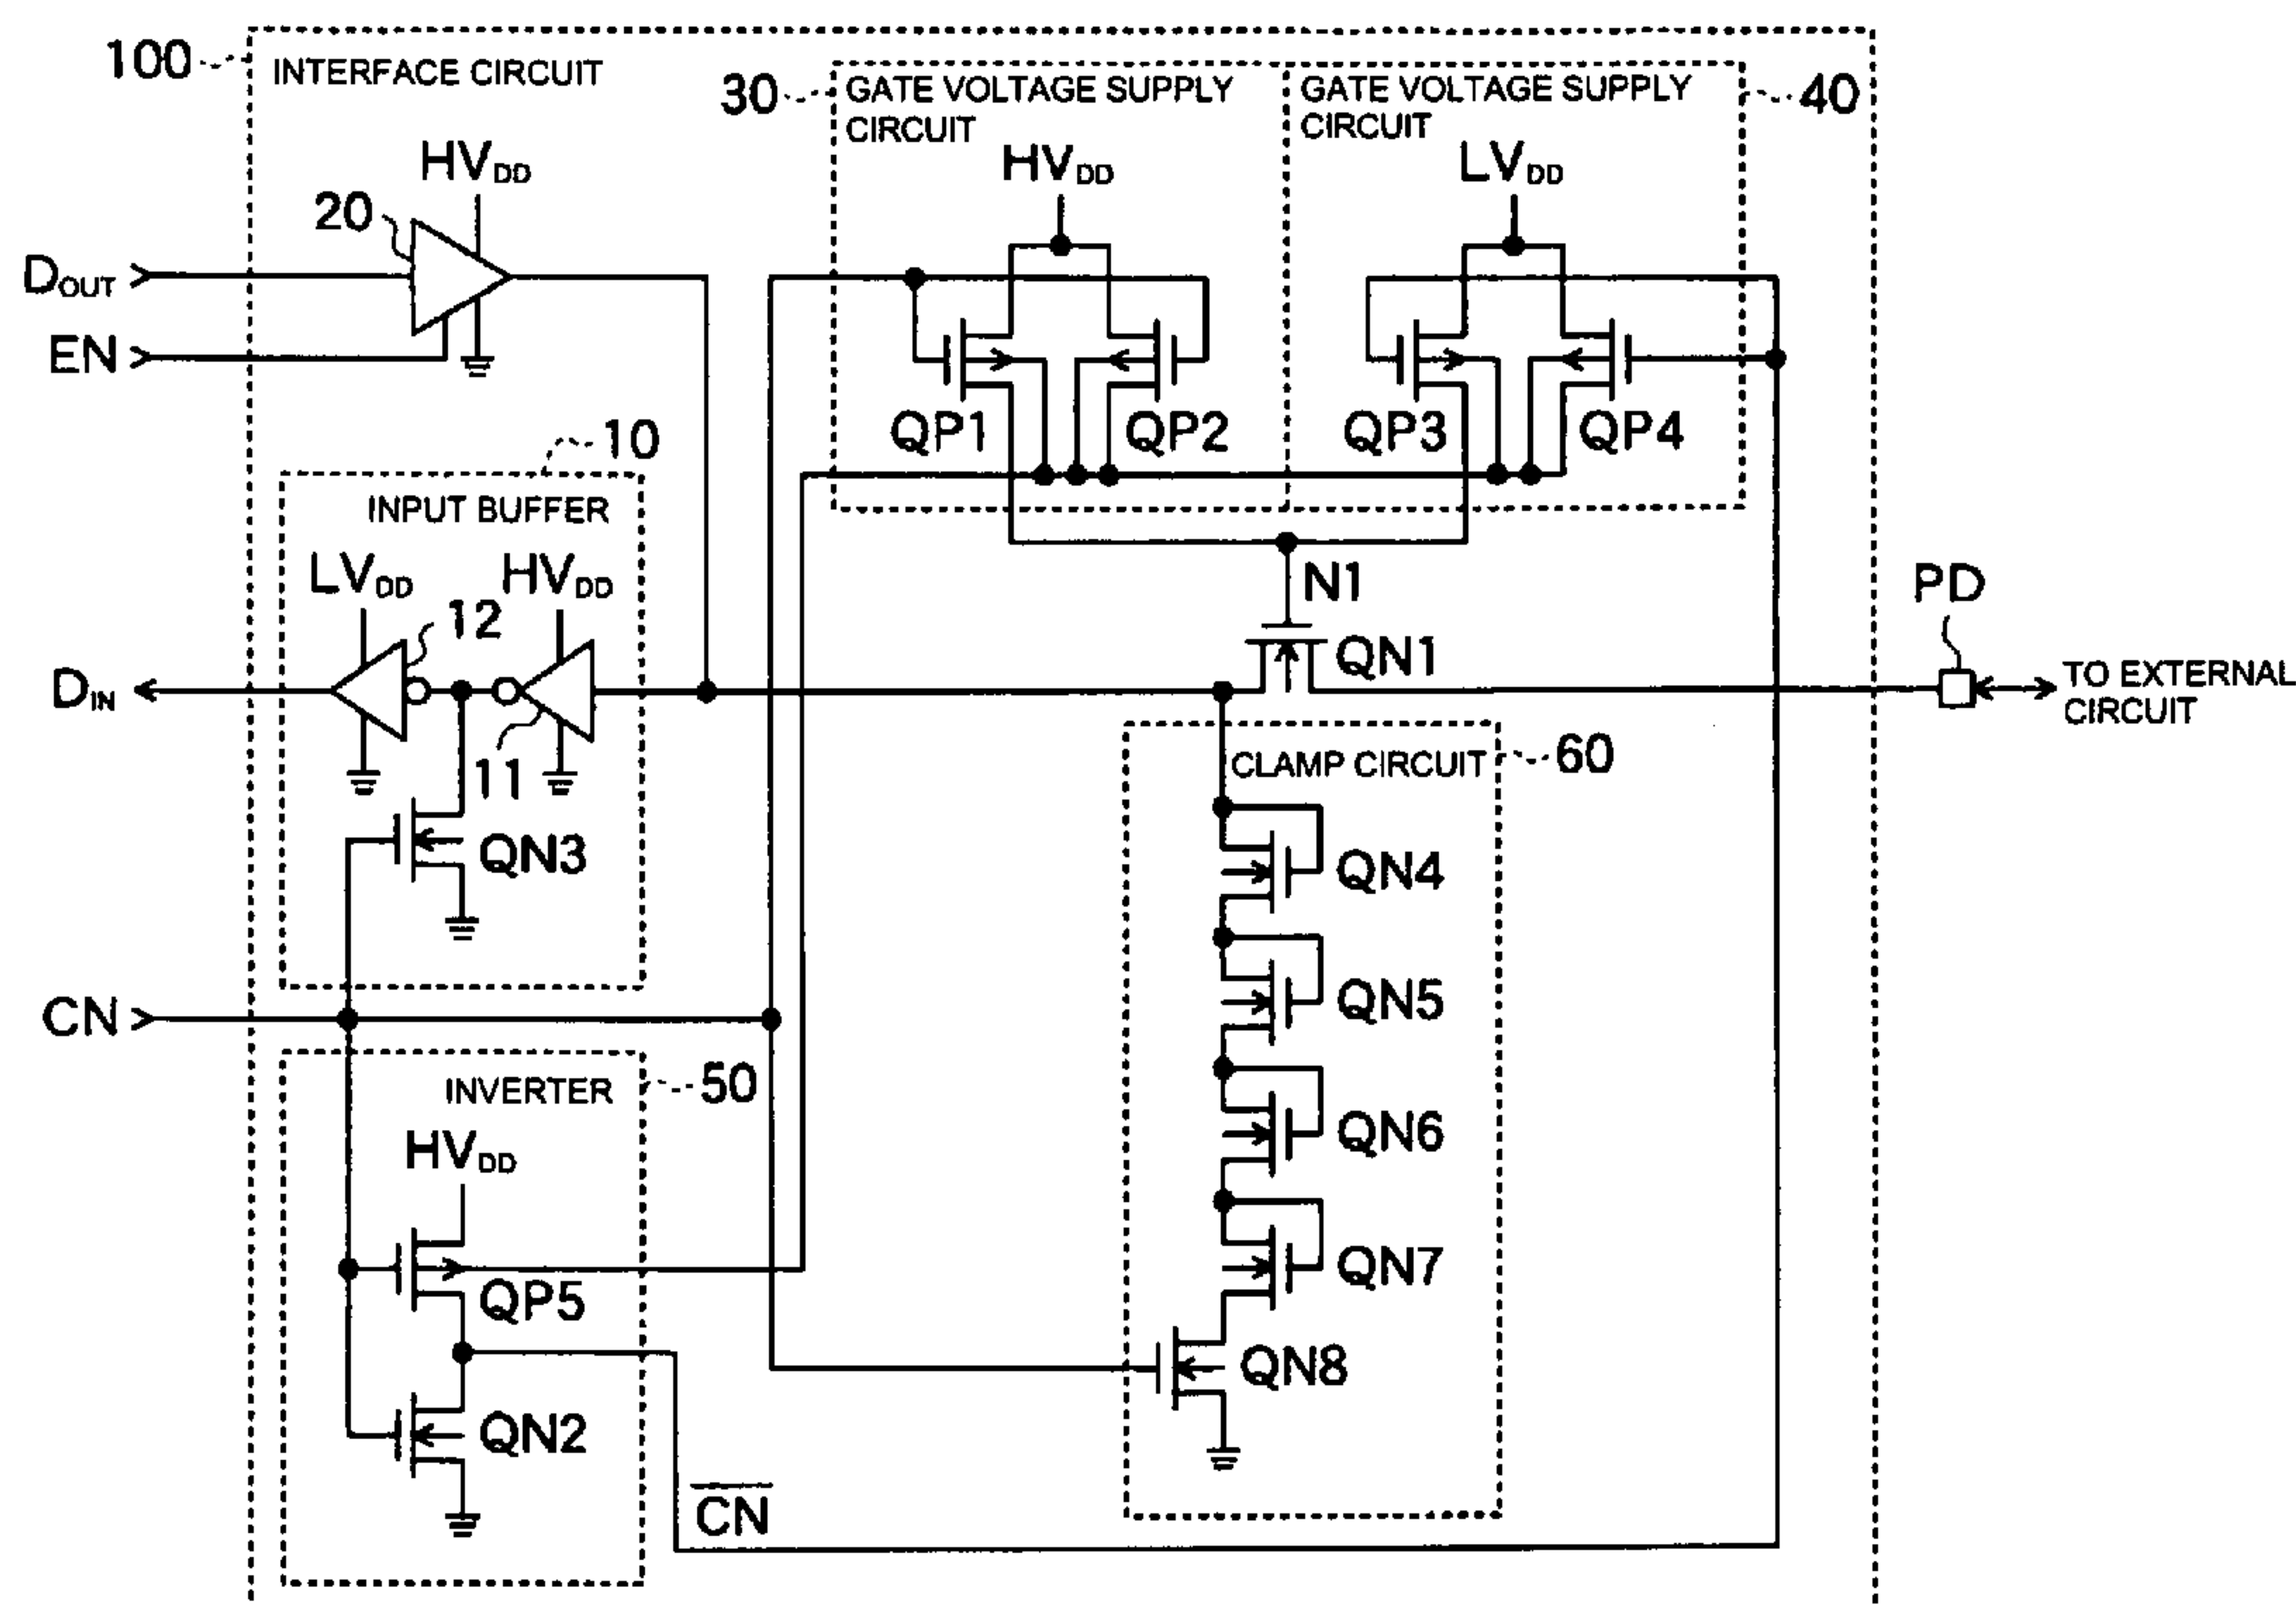 100
INTERFACE CIRCUIT
30
GATE VOLTAGE SUPPLY
CIRCUIT
GATE VOLTAGE SUPPLY
CIRCUIT
40
HVDD
HVDD
LVDD
20
DOUT
EN
QP1
QP2
QP3
QP4
10
INPUT BUFFER
LVDD
HVDD
12
N1
PD
QN1
DIN
TO EXTERNAL
CIRCUIT
11
CLAMP CIRCUIT
60
QN3
QN4
QN5
CN
INVERTER
50
QN6
HVDD
QN7
QP5
QN8
QN2
C̅N̅